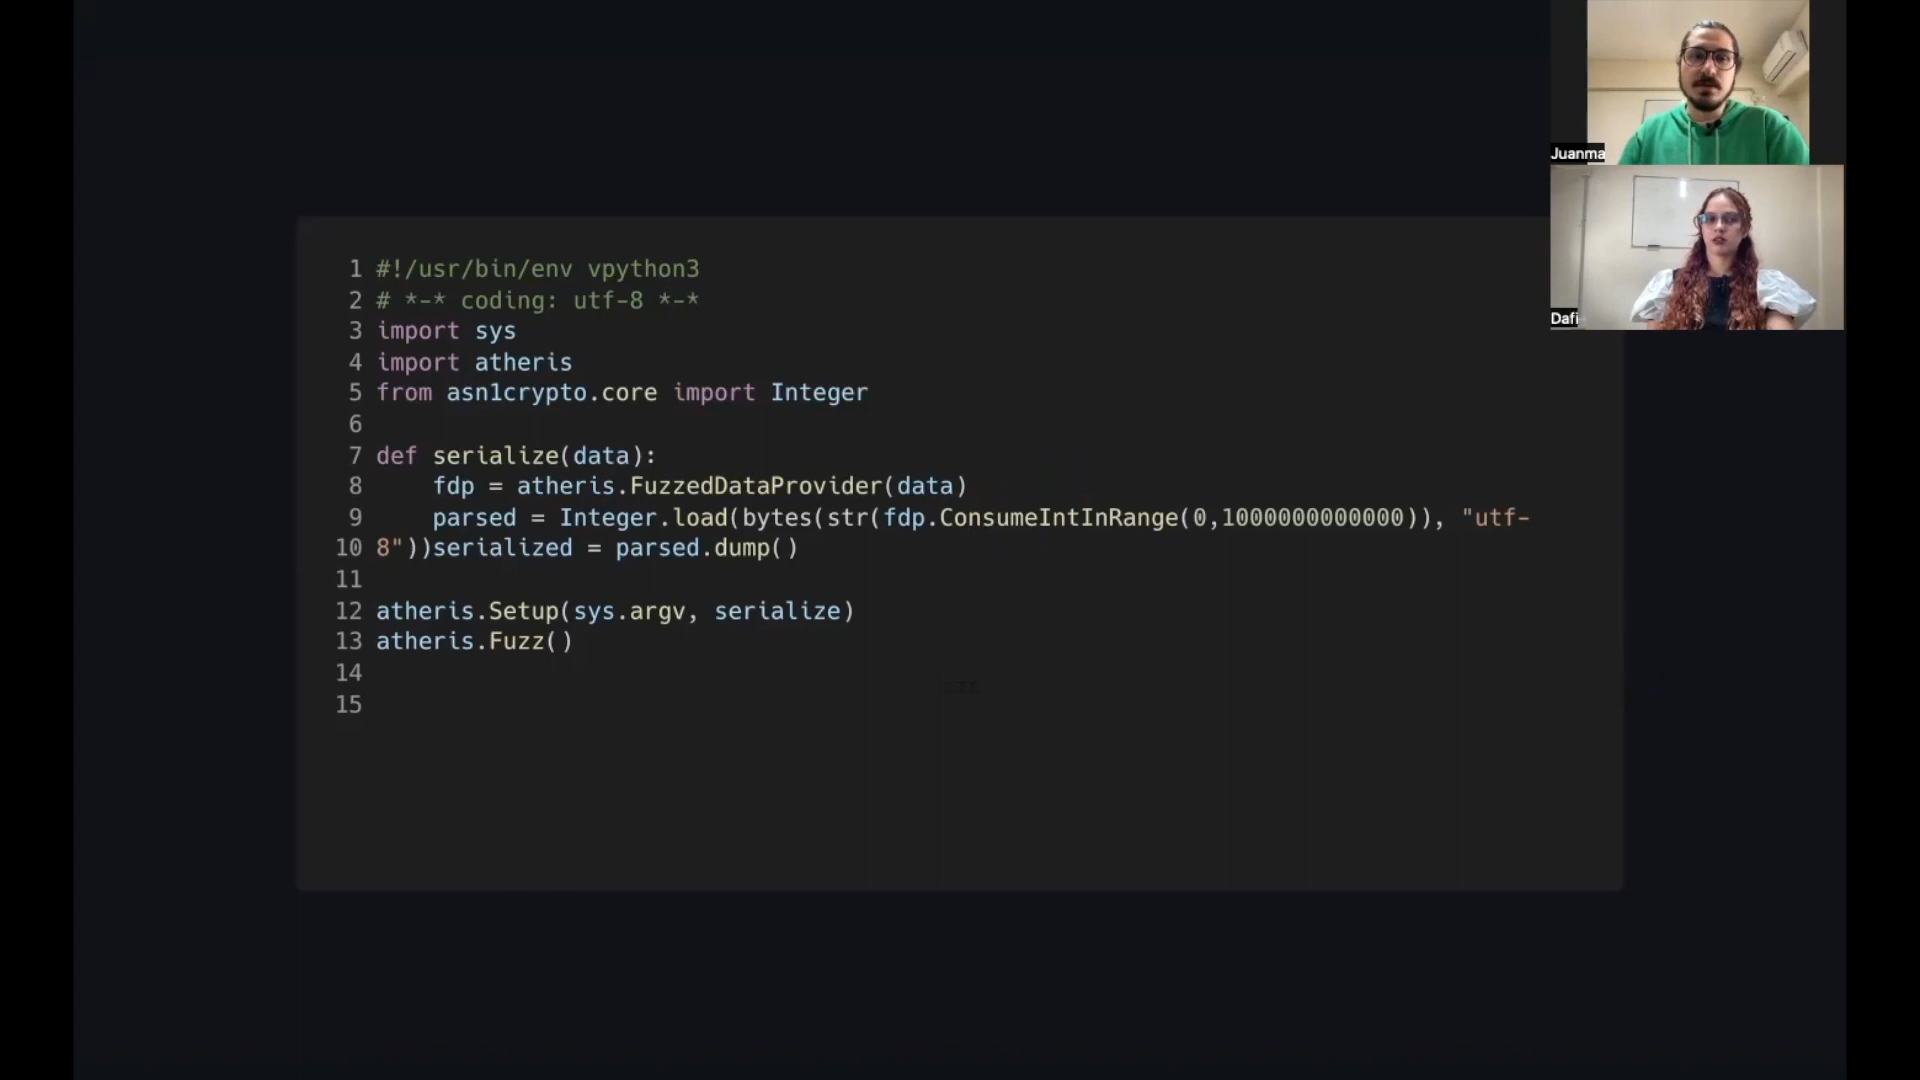 1 #!/usr/bin/env vpython3
2 # *-* coding: utf-8 *-*
3 import sys
4 import atheris
5 from asn1crypto.core import Integer
6
7 def serialize(data):
8     fdp = atheris.FuzzedDataProvider(data)
9     parsed = Integer.load(bytes(str(fdp.ConsumeIntInRange(0,1000000000000)), "utf-
10 8"))serialized = parsed.dump()
11
12 atheris.Setup(sys.argv, serialize)
13 atheris.Fuzz()
14
15
Juanma
Dafi